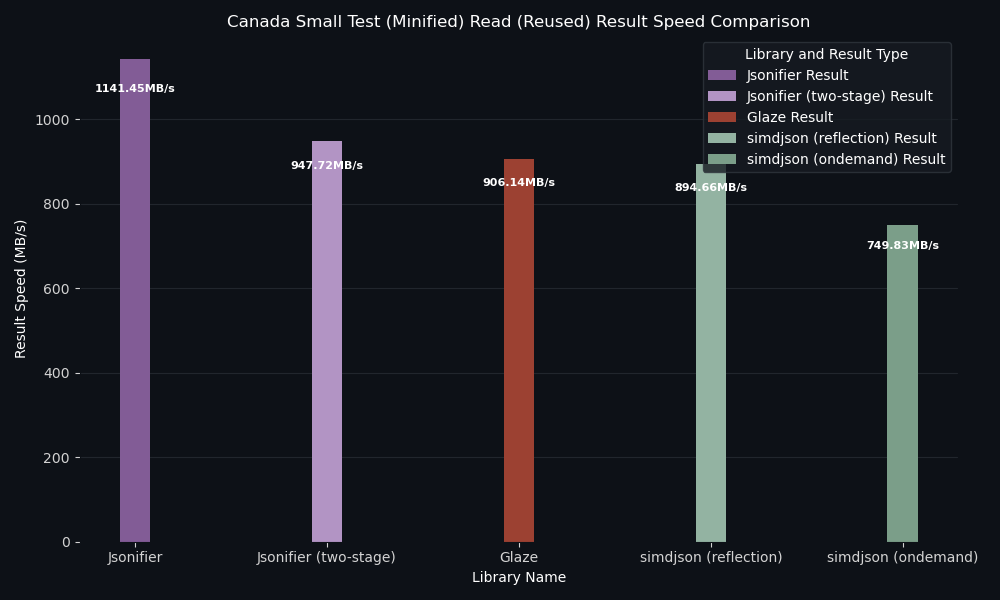 Canada Small Test (Minified) Read (Reused) Result Speed Comparison
Library and Result Type
Jsonifier Result
Jsonifier (two-stage) Result
Glaze Result
simdjson (reflection) Result
simdjson (ondemand) Result
1141.45MB/s
947.72MB/s
906.14MB/s
894.66MB/s
749.83MB/s
Result Speed (MB/s)
1000
800
600
400
200
0
Jsonifier
Jsonifier (two-stage)
Glaze
simdjson (reflection)
simdjson (ondemand)
Library Name